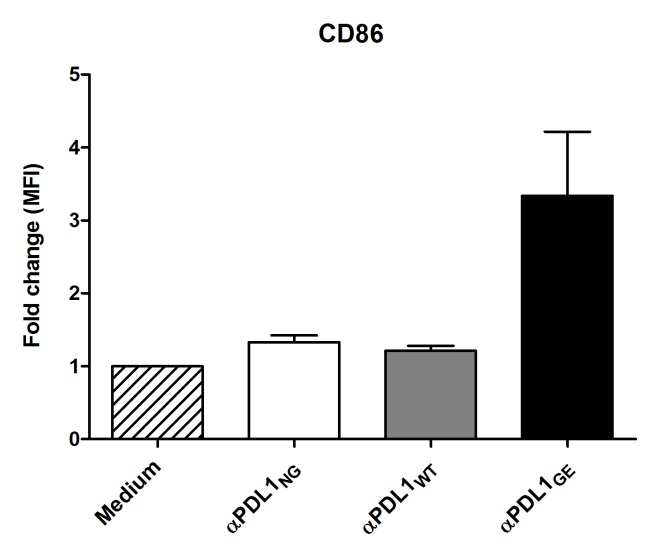 CD86
Fold change (MFI)
5
4
3
2
1
0
Medium
αPDL1NG
αPDL1WT
αPDL1GE